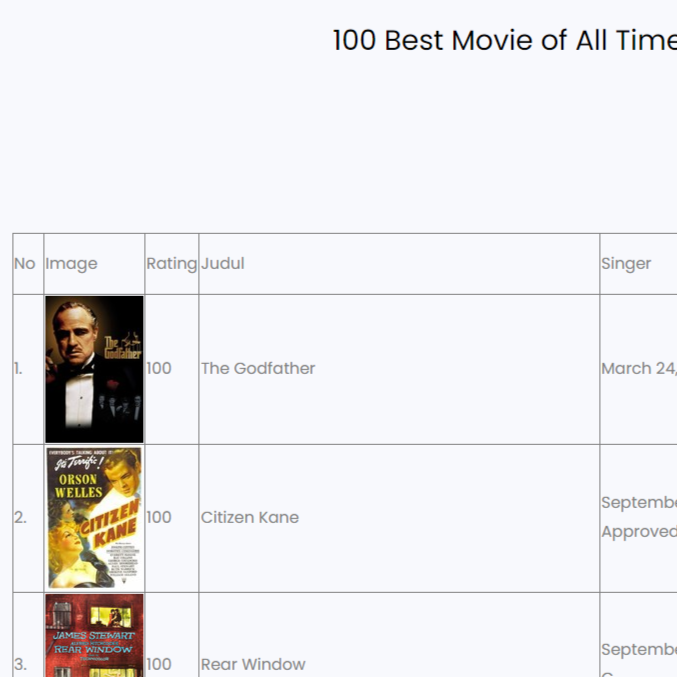 100 Best Movie of All Time
No Image Rating Judul Singer
The Godfather
1. 100 The Godfather March 24,
EVERYBODY'S TALKING ABOUT IT!
It's Terrific!
ORSON
WELLES
CITIZEN
KANE
2. 100 Citizen Kane Septembe
Approved
JAMES STEWART
REAR WINDOW
3. 100 Rear Window Septembe